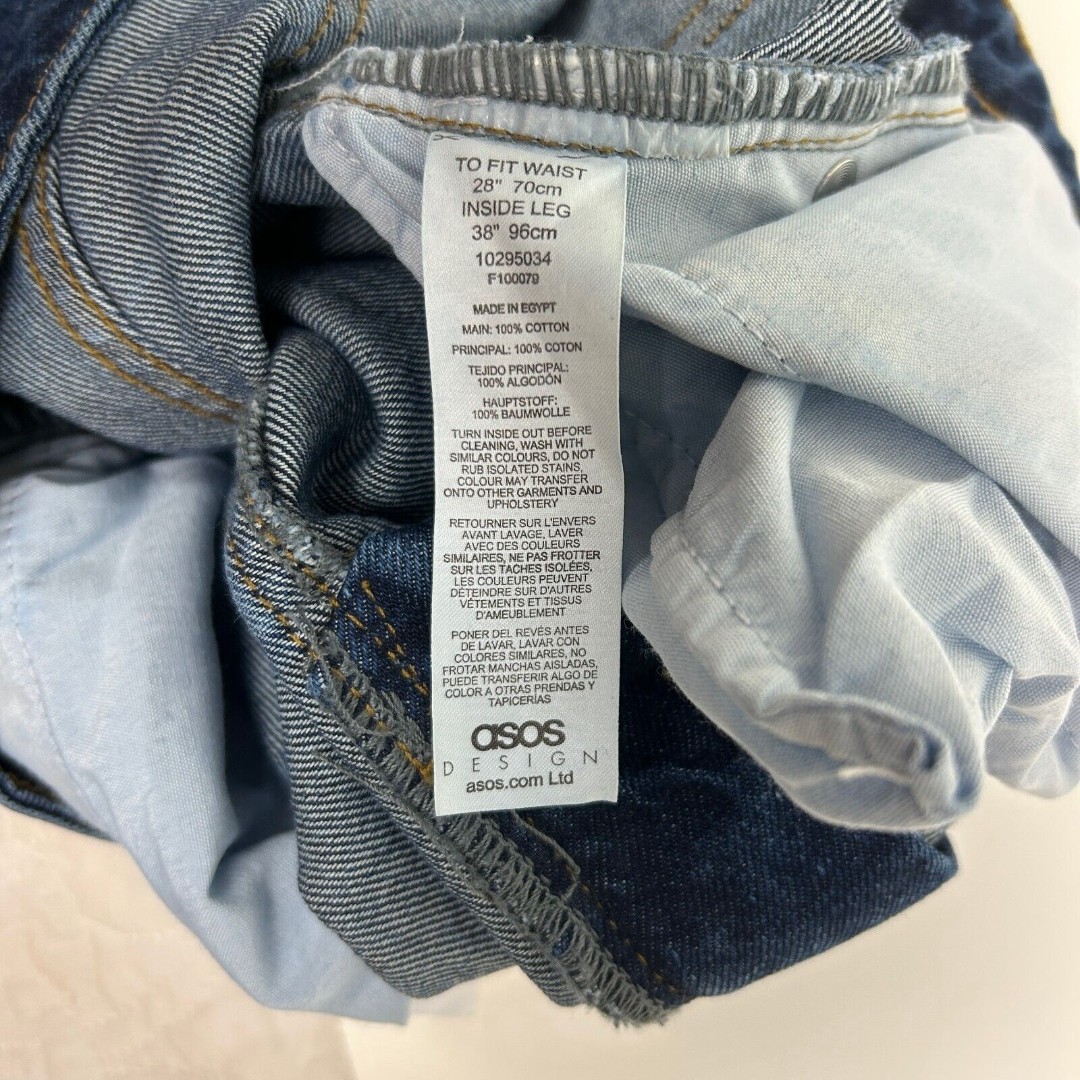 TO FIT WAIST
28" 70cm
INSIDE LEG
38" 96cm
10295034
F100079
MADE IN EGYPT
MAIN: 100% COTTON
PRINCIPAL: 100% COTON
TEJIDO PRINCIPAL:
100% ALGODÓN
HAUPTSTOFF:
100% BAUMWOLLE
TURN INSIDE OUT BEFORE
CLEANING, WASH WITH
SIMILAR COLOURS, DO NOT
RUB ISOLATED STAINS,
COLOUR MAY TRANSFER
ONTO OTHER GARMENTS AND
UPHOLSTERY
RETOURNER SUR L'ENVERS
AVANT LAVAGE, LAVER
AVEC DES COULEURS
SIMILAIRES, NE PAS FROTTER
SUR LES TACHES ISOLÉES,
LES COULEURS PEUVENT
DÉTEINDRE SUR D'AUTRES
VÊTEMENTS ET TISSUS
D'AMEUBLEMENT
PONER DEL REVÉS ANTES
DE LAVAR, LAVAR CON
COLORES SIMILARES, NO
FROTAR MANCHAS AISLADAS,
PUEDE TRANSFERIR ALGO DE
COLOR A OTRAS PRENDAS Y
TAPICERÍAS
asos
DESIGN
asos.com Ltd